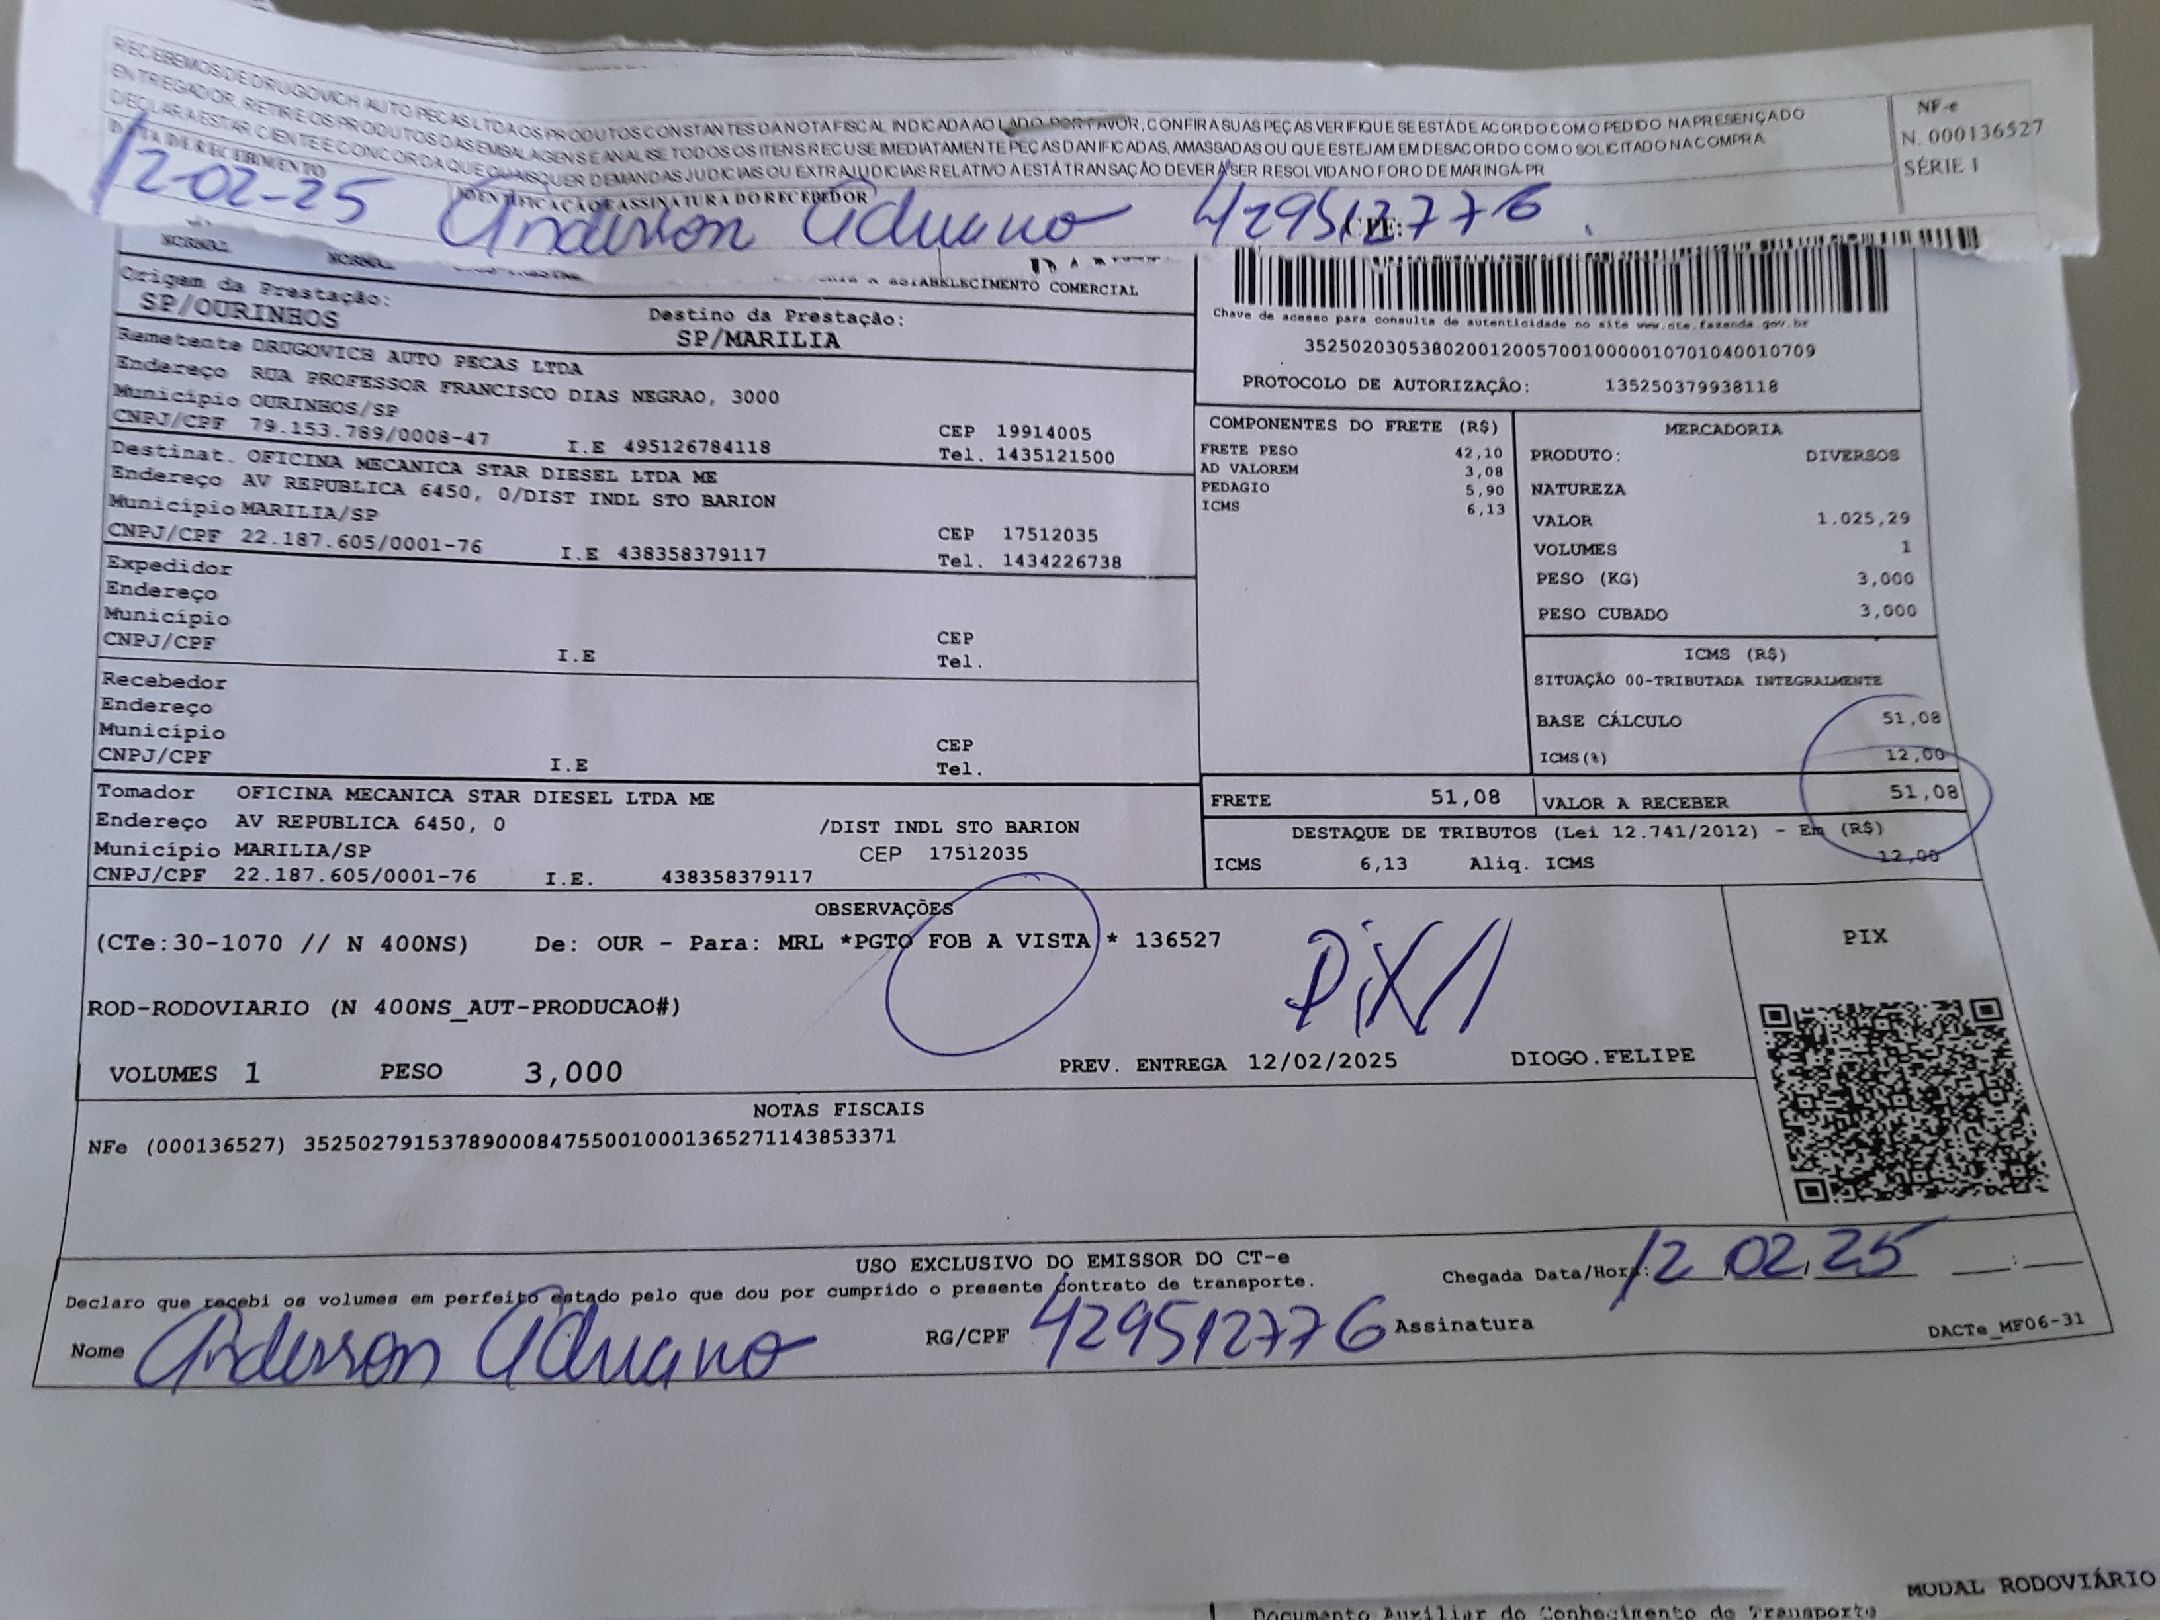 RECEBEMOS DE DRUGOVICH AUTO PECAS LTDA OS PRODUTOS CONSTANTES DA NOTA FISCAL INDICADA AO LADO. POR FAVOR, CONFIRA SUAS PEÇAS. VERIFIQUE SE ESTÁ DE ACORDO COM O PEDIDO NA PRESENÇA DO
ENTREGADOR, RETIRE OS PRODUTOS DAS EMBALAGENS E ANALISE TODOS OS ITENS RECUSE IMEDIATAMENTE PEÇAS DANIFICADAS, AMASSADAS OU QUE ESTEJAM EM DESACORDO COM O SOLICITADO NA COMPRA
DECLARA ESTAR CIENTE E CONCORDA QUE QUAISQUER DEMANDAS JUDICIAIS OU EXTRAJUDICIAIS RELATIVO A ESTÁ TRANSAÇÃO DEVERÁ SER RESOLVIDA NO FORO DE MARINGÁ-PR
NF-e
N. 000136527
SÉRIE 1
DATA DE RECEBIMENTO
IDENTIFICAÇÃO E ASSINATURA DO RECEBEDOR
CPF:
12-02-25 Anderson Aduano 429512776
NORMAL NORMAL
ESTABELECIMENTO COMERCIAL
Origem da Prestação:
SP/OURINHOS
Destino da Prestação:
SP/MARILIA
Chave de acesso para consulta de autenticidade no site www.cte.fazenda.gov.br
35250203053802001200570010000010701040010709
PROTOCOLO DE AUTORIZAÇÃO: 135250379938118
Remetente DRUGOVICH AUTO PECAS LTDA
Endereço RUA PROFESSOR FRANCISCO DIAS NEGRAO, 3000
Município OURINHOS/SP CEP 19914005
CNPJ/CPF 79.153.789/0008-47 I.E 495126784118 Tel. 1435121500
Destinat. OFICINA MECANICA STAR DIESEL LTDA ME
Endereço AV REPUBLICA 6450, 0/DIST INDL STO BARION
Município MARILIA/SP CEP 17512035
CNPJ/CPF 22.187.605/0001-76 I.E 438358379117 Tel. 1434226738
Expedidor
Endereço
Município CEP
CNPJ/CPF I.E Tel.
Recebedor
Endereço
Município CEP
CNPJ/CPF I.E Tel.
Tomador OFICINA MECANICA STAR DIESEL LTDA ME
Endereço AV REPUBLICA 6450, 0 /DIST INDL STO BARION
Município MARILIA/SP CEP 17512035
CNPJ/CPF 22.187.605/0001-76 I.E. 438358379117
COMPONENTES DO FRETE (R$)
FRETE PESO 42,10
AD VALOREM 3,08
PEDAGIO 5,90
ICMS 6,13
MERCADORIA
PRODUTO: DIVERSOS
NATUREZA
VALOR 1.025,29
VOLUMES 1
PESO (KG) 3,000
PESO CUBADO 3,000
ICMS (R$)
SITUAÇÃO 00-TRIBUTADA INTEGRALMENTE
BASE CÁLCULO 51,08
ICMS(%) 12,00
FRETE 51,08 VALOR A RECEBER 51,08
DESTAQUE DE TRIBUTOS (Lei 12.741/2012) - Em (R$)
ICMS 6,13 Aliq. ICMS 12,00
OBSERVAÇÕES
(CTe:30-1070 // N 400NS) De: OUR - Para: MRL *PGTO FOB A VISTA * 136527
PIX
PIX
ROD-RODOVIARIO (N 400NS_AUT-PRODUCAO#)
VOLUMES 1 PESO 3,000 PREV. ENTREGA 12/02/2025 DIOGO.FELIPE
NOTAS FISCAIS
NFe (000136527) 35250279153789000847550010001365271143853371
USO EXCLUSIVO DO EMISSOR DO CT-e
Declaro que recebi os volumes em perfeito estado pelo que dou por cumprido o presente contrato de transporte.
Chegada Data/Hora: 12 02 25
Nome Anderson Aduano RG/CPF 429512776 Assinatura
DACTe_MF06-31
MODAL RODOVIÁRIO
Documento Auxiliar do Conhecimento de Transporte